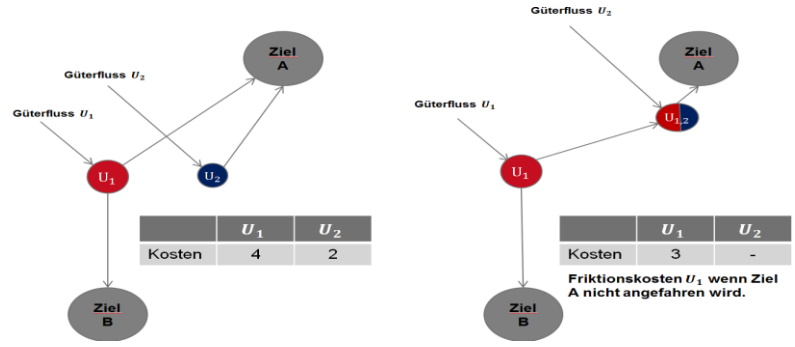 Güterfluss U₂
Güterfluss U₁
Ziel
A
U₁
U₂
U₁ U₂
Kosten 4 2
Ziel
B
Güterfluss U₂
Güterfluss U₁
Ziel
A
U₁,₂
U₁
U₁ U₂
Kosten 3 -
Friktionskosten U₁ wenn Ziel
A nicht angefahren wird.
Ziel
B